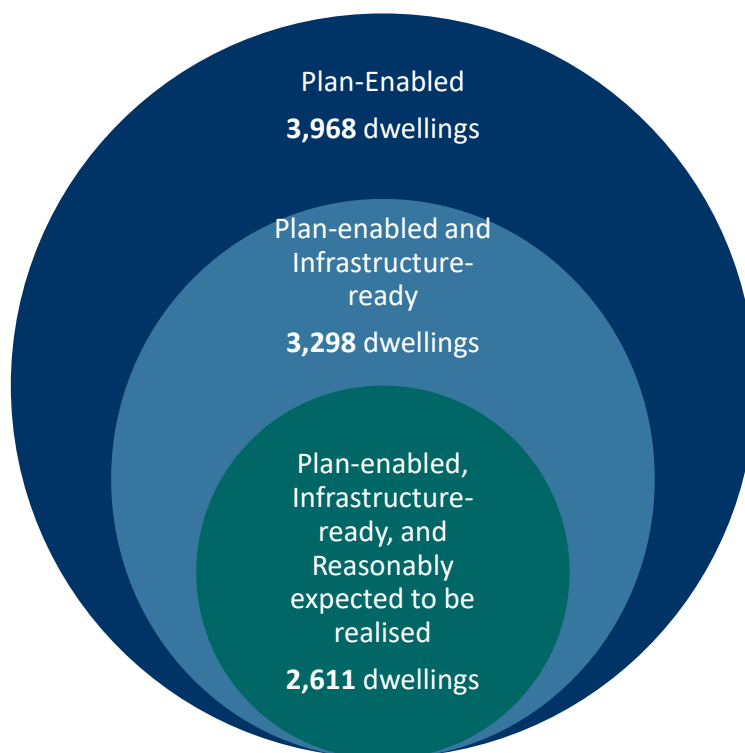 Plan-Enabled
3,968 dwellings
Plan-enabled and
Infrastructure-
ready
3,298 dwellings
Plan-enabled,
Infrastructure-
ready, and
Reasonably
expected to be
realised
2,611 dwellings